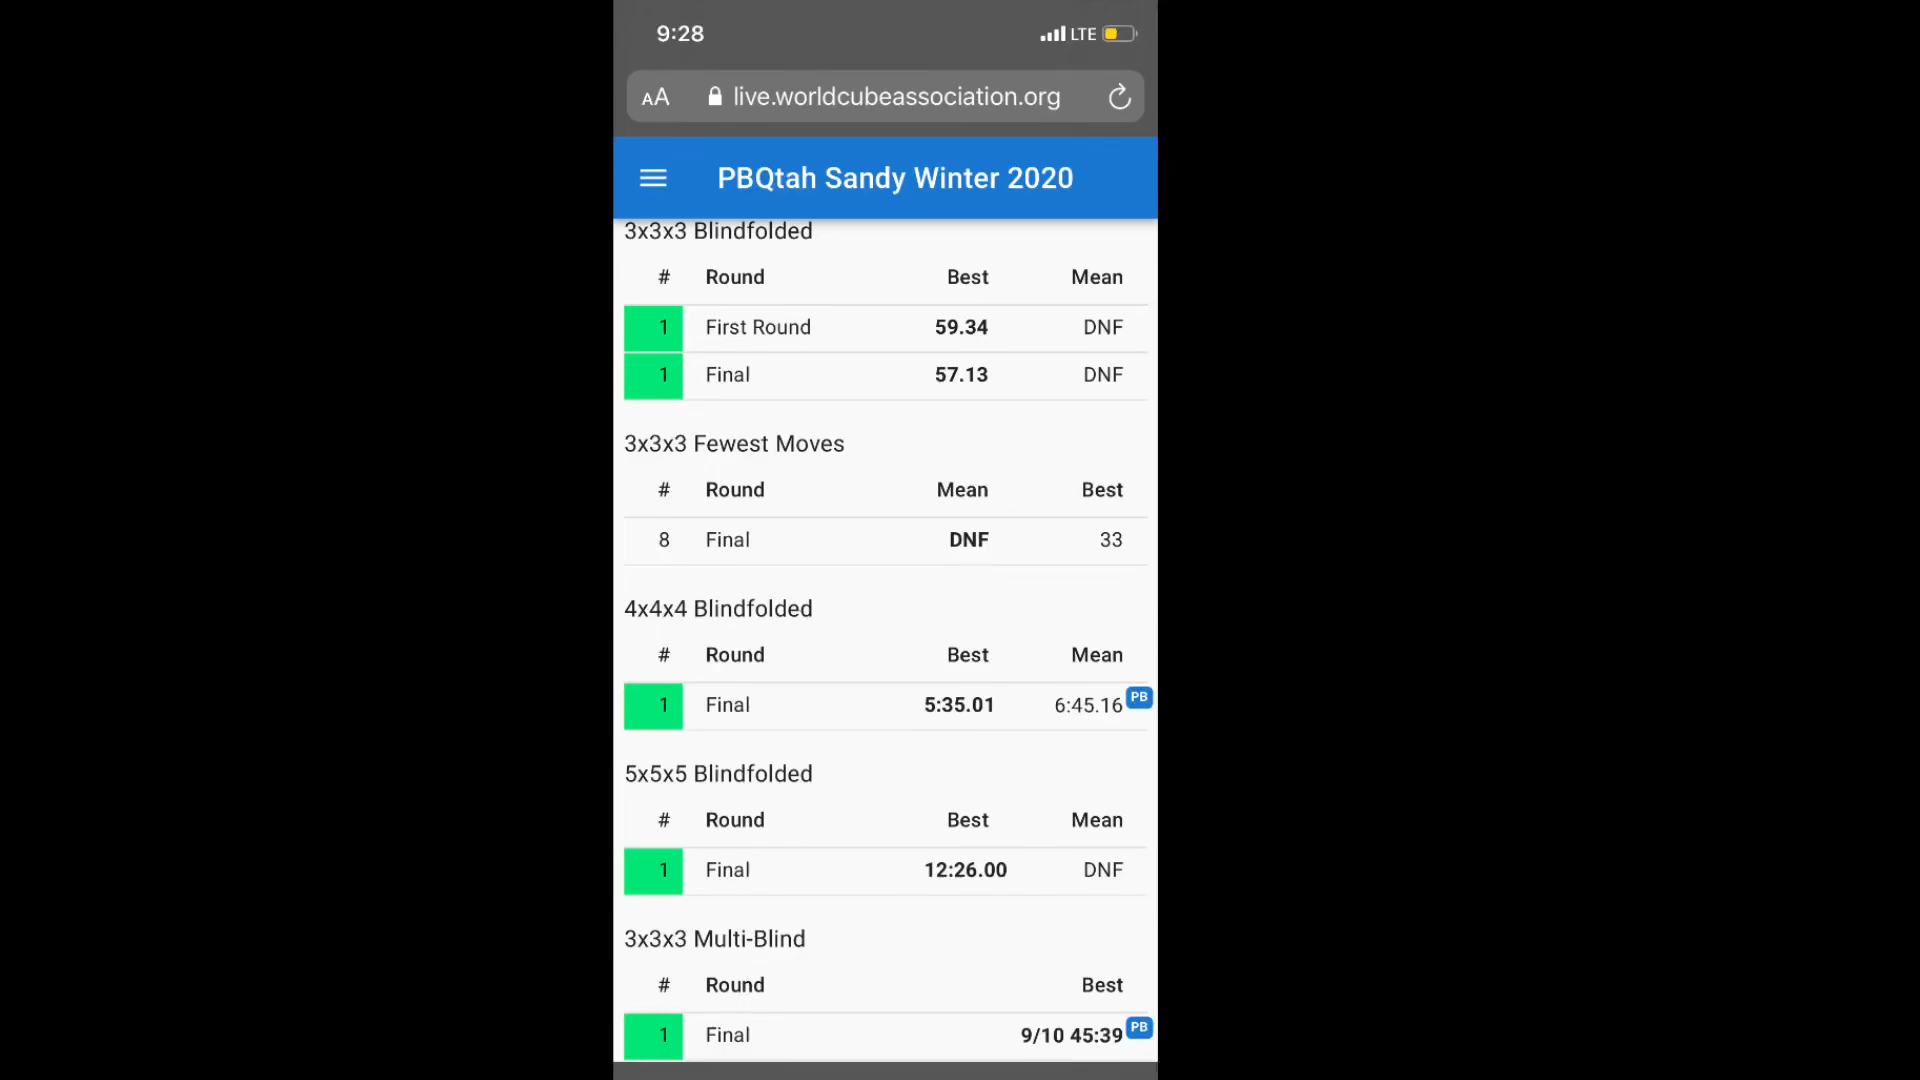 9:28 LTE
AA live.worldcubeassociation.org
PBQtah Sandy Winter 2020
3x3x3 Blindfolded
# Round Best Mean
1 First Round 59.34 DNF
1 Final 57.13 DNF
3x3x3 Fewest Moves
# Round Mean Best
8 Final DNF 33
4x4x4 Blindfolded
# Round Best Mean
1 Final 5:35.01 6:45.16 PB
5x5x5 Blindfolded
# Round Best Mean
1 Final 12:26.00 DNF
3x3x3 Multi-Blind
# Round Best
1 Final 9/10 45:39 PB